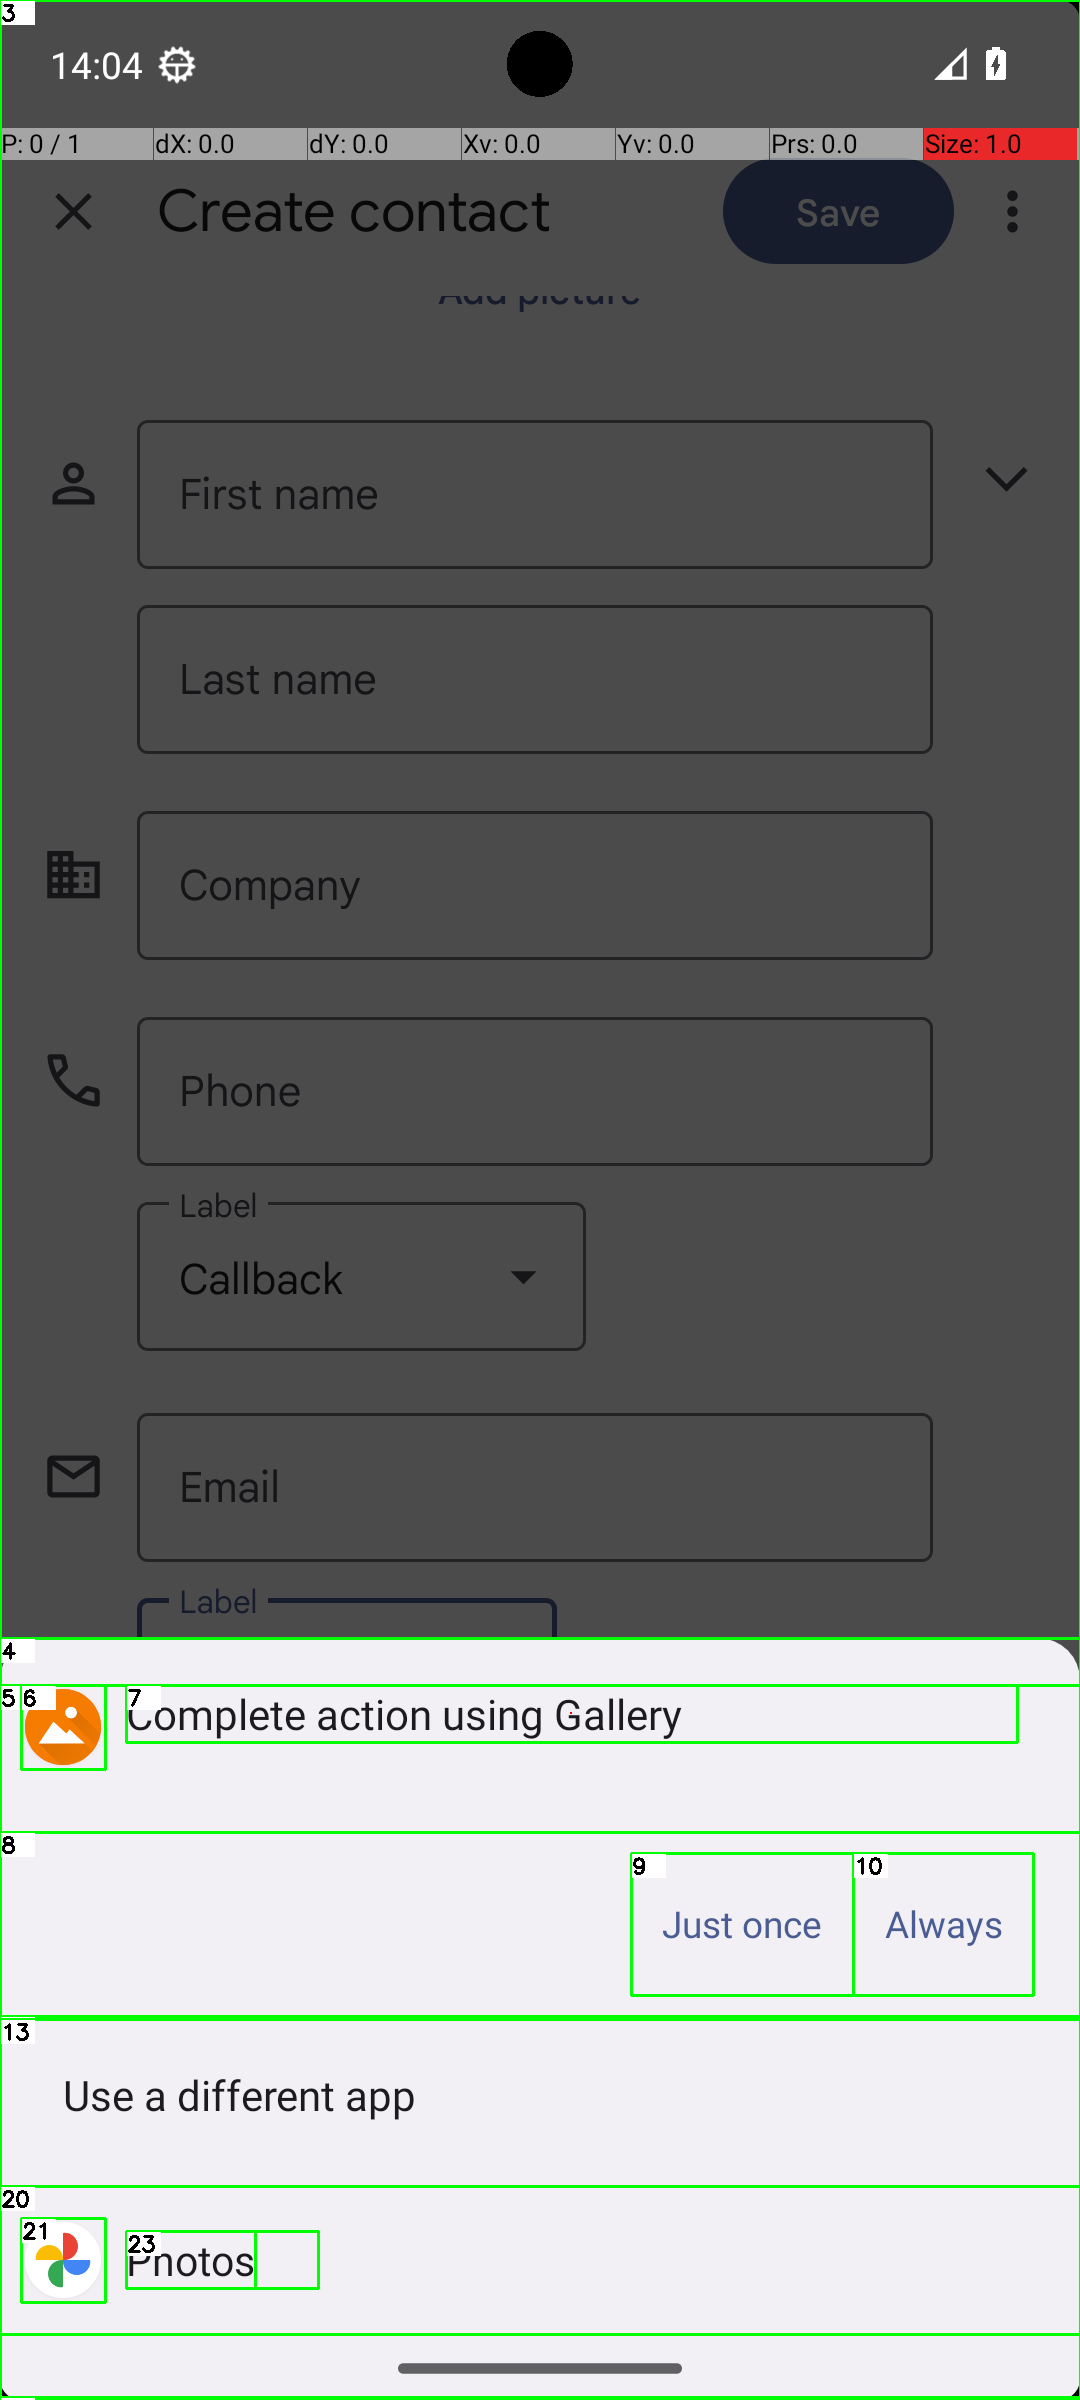 3
14:04
P: 0 / 1 dX: 0.0 dY: 0.0 Xv: 0.0 Yv: 0.0 Prs: 0.0 Size: 1.0
Create contact Save
Add picture
First name
Last name
Company
Phone
Label
Callback
Email
Label
4
5 6 7 Complete action using Gallery
8
9 10
Just once Always
13
Use a different app
20
21 23
Photos